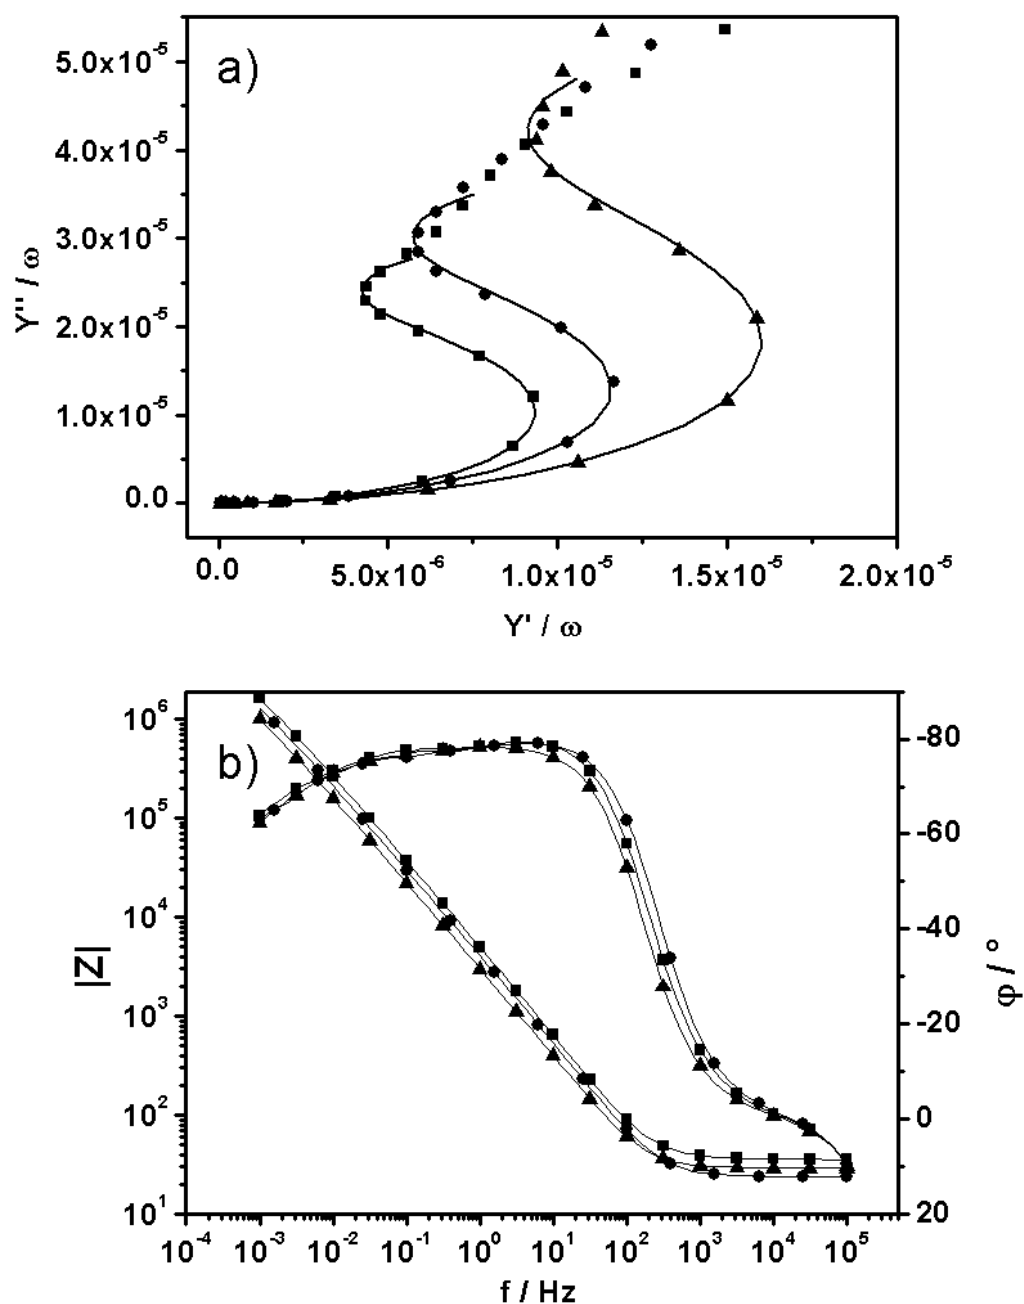 a)
5.0x10⁻⁵
4.0x10⁻⁵
3.0x10⁻⁵
2.0x10⁻⁵
1.0x10⁻⁵
0.0
Y'' / ω
0.0 5.0x10⁻⁶ 1.0x10⁻⁵ 1.5x10⁻⁵ 2.0x10⁻⁵
Y' / ω
b)
10⁶
10⁵
10⁴
10³
10²
10¹
|Z|
-80
-60
-40
-20
0
20
φ / °
10⁻⁴ 10⁻³ 10⁻² 10⁻¹ 10⁰ 10¹ 10² 10³ 10⁴ 10⁵
f / Hz